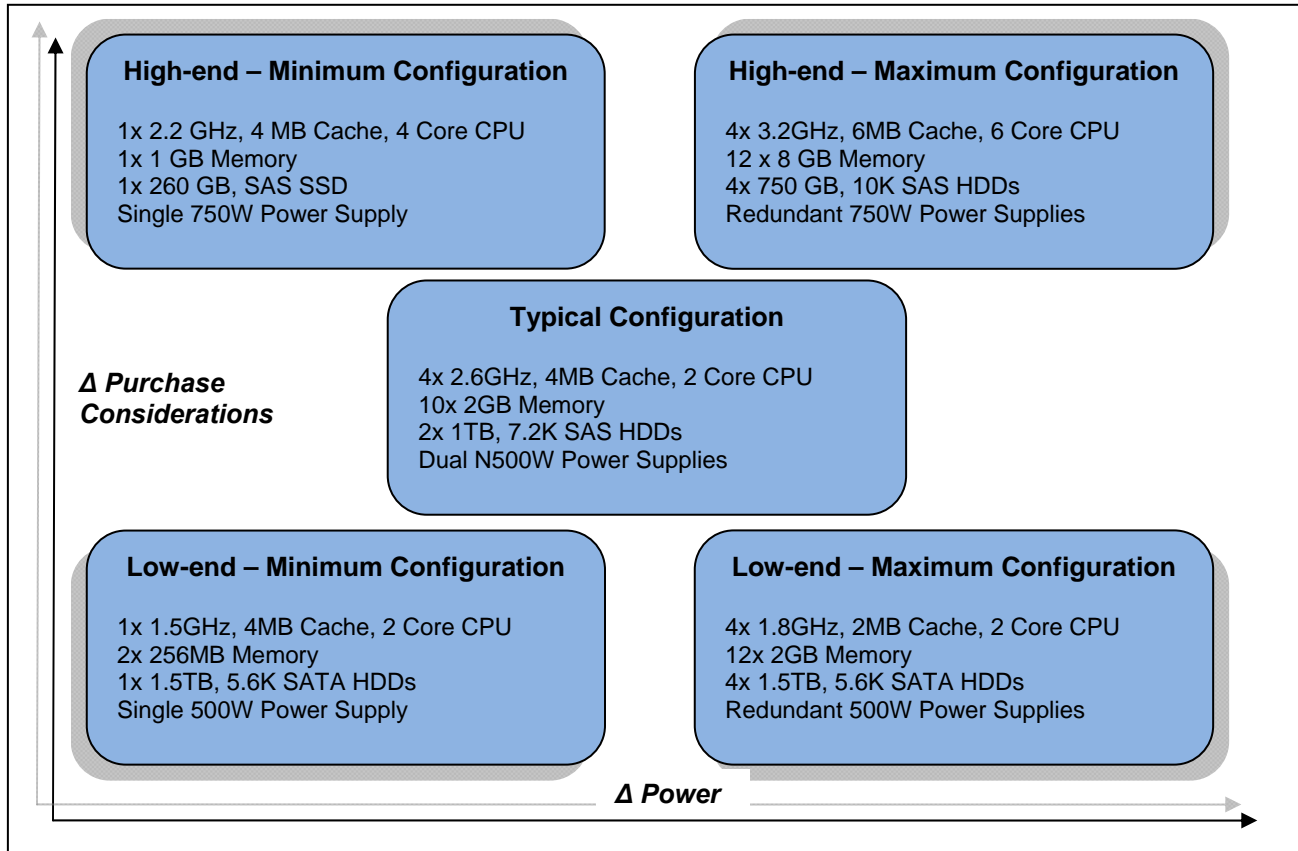 High-end – Minimum Configuration
1x 2.2 GHz, 4 MB Cache, 4 Core CPU
1x 1 GB Memory
1x 260 GB, SAS SSD
Single 750W Power Supply
High-end – Maximum Configuration
4x 3.2GHz, 6MB Cache, 6 Core CPU
12 x 8 GB Memory
4x 750 GB, 10K SAS HDDs
Redundant 750W Power Supplies
Typical Configuration
4x 2.6GHz, 4MB Cache, 2 Core CPU
10x 2GB Memory
2x 1TB, 7.2K SAS HDDs
Dual N500W Power Supplies
Δ Purchase
Considerations
Low-end – Minimum Configuration
1x 1.5GHz, 4MB Cache, 2 Core CPU
2x 256MB Memory
1x 1.5TB, 5.6K SATA HDDs
Single 500W Power Supply
Low-end – Maximum Configuration
4x 1.8GHz, 2MB Cache, 2 Core CPU
12x 2GB Memory
4x 1.5TB, 5.6K SATA HDDs
Redundant 500W Power Supplies
Δ Power